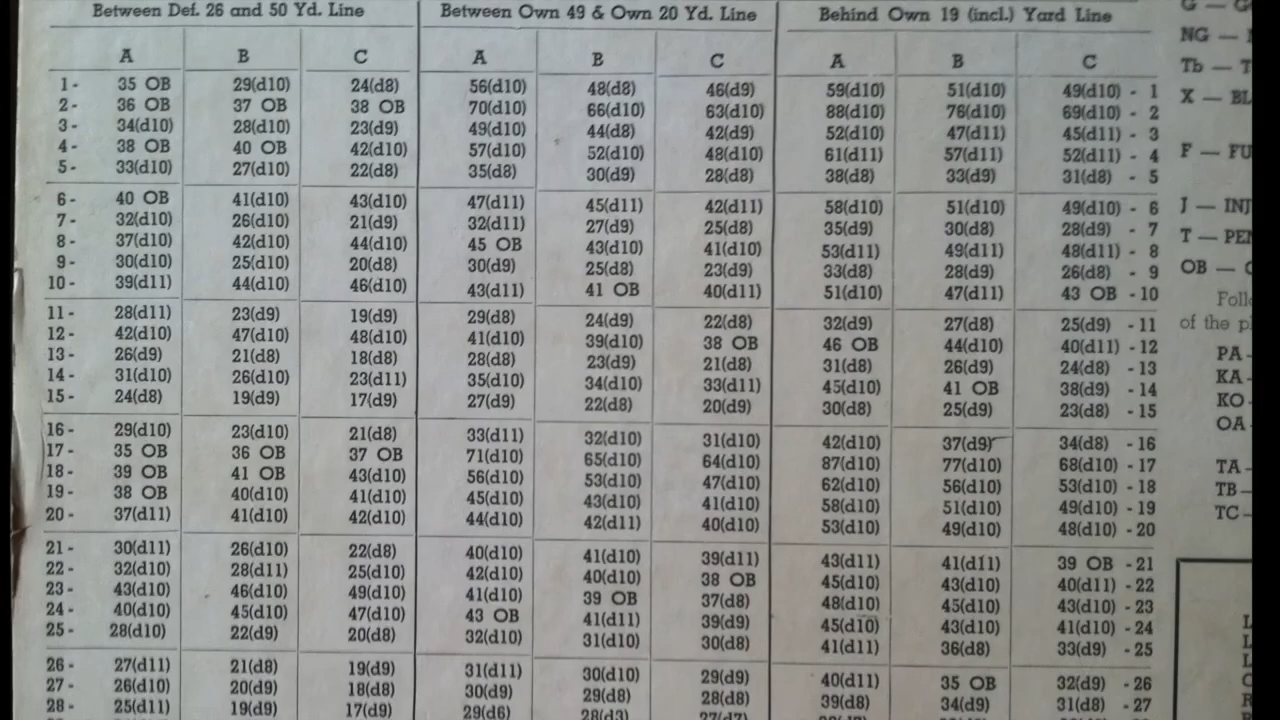 Between Def. 26 and 50 Yd. Line Between Own 49 & Own 20 Yd. Line Behind Own 19 (incl.) Yard Line
A B C A B C A B C
1 - 35 OB 29(d10) 24(d8) 56(d10) 48(d8) 46(d9) 59(d10) 51(d10) 49(d10) - 1
2 - 36 OB 37 OB 38 OB 70(d10) 66(d10) 63(d10) 88(d10) 76(d10) 69(d10) - 2
3 - 34(d10) 28(d10) 23(d9) 49(d10) 44(d8) 42(d9) 52(d10) 47(d11) 45(d11) - 3
4 - 38 OB 40 OB 42(d10) 57(d10) 52(d10) 48(d10) 61(d11) 57(d11) 52(d11) - 4
5 - 33(d10) 27(d10) 22(d8) 35(d8) 30(d9) 28(d8) 38(d8) 33(d9) 31(d8) - 5
6 - 40 OB 41(d10) 43(d10) 47(d11) 45(d11) 42(d11) 58(d10) 51(d10) 49(d10) - 6
7 - 32(d10) 26(d10) 21(d9) 32(d11) 27(d9) 25(d8) 35(d9) 30(d8) 28(d9) - 7
8 - 37(d10) 42(d10) 44(d10) 45 OB 43(d10) 41(d10) 53(d11) 49(d11) 48(d11) - 8
9 - 30(d10) 25(d10) 20(d8) 30(d9) 25(d8) 23(d9) 33(d8) 28(d9) 26(d8) - 9
10 - 39(d11) 44(d10) 46(d10) 43(d11) 41 OB 40(d11) 51(d10) 47(d11) 43 OB - 10
11 - 28(d11) 23(d9) 19(d9) 29(d8) 24(d9) 22(d8) 32(d9) 27(d8) 25(d9) - 11
12 - 42(d10) 47(d10) 48(d10) 41(d10) 39(d10) 38 OB 46 OB 44(d10) 40(d11) - 12
13 - 26(d9) 21(d8) 18(d8) 28(d8) 23(d9) 21(d8) 31(d8) 26(d9) 24(d8) - 13
14 - 31(d10) 26(d10) 23(d11) 35(d10) 34(d10) 33(d11) 45(d10) 41 OB 38(d9) - 14
15 - 24(d8) 19(d9) 17(d9) 27(d9) 22(d8) 20(d9) 30(d8) 25(d9) 23(d8) - 15
16 - 29(d10) 23(d10) 21(d8) 33(d11) 32(d10) 31(d10) 42(d10) 37(d9) 34(d8) - 16
17 - 35 OB 36 OB 37 OB 71(d10) 65(d10) 64(d10) 87(d10) 77(d10) 68(d10) - 17
18 - 39 OB 41 OB 43(d10) 56(d10) 53(d10) 47(d10) 62(d10) 56(d10) 53(d10) - 18
19 - 38 OB 40(d10) 41(d10) 45(d10) 43(d10) 41(d10) 58(d10) 51(d10) 49(d10) - 19
20 - 37(d11) 41(d10) 42(d10) 44(d10) 42(d11) 40(d10) 53(d10) 49(d10) 48(d10) - 20
21 - 30(d11) 26(d10) 22(d8) 40(d10) 41(d10) 39(d11) 43(d11) 41(d11) 39 OB - 21
22 - 32(d10) 28(d11) 25(d10) 42(d10) 40(d10) 38 OB 45(d10) 43(d10) 40(d11) - 22
23 - 43(d10) 46(d10) 49(d10) 41(d10) 39 OB 37(d8) 48(d10) 45(d10) 43(d10) - 23
24 - 40(d10) 45(d10) 47(d10) 43 OB 41(d11) 39(d9) 45(d10) 43(d10) 41(d10) - 24
25 - 28(d10) 22(d9) 20(d8) 32(d10) 31(d10) 30(d8) 41(d11) 36(d8) 33(d9) - 25
26 - 27(d11) 21(d8) 19(d9) 31(d11) 30(d10) 29(d9) 40(d11) 35 OB 32(d9) - 26
27 - 26(d10) 20(d9) 18(d8) 30(d9) 29(d8) 28(d8) 39(d8) 34(d9) 31(d8) - 27
28 - 25(d11) 19(d9) 17(d9) 29(d6)
NG —
Tb — T
X — BL
F — FU
J — INJ
T — PEN
OB —
of the
PA -
KA -
KO -
OA
TA -
TB -
TC -